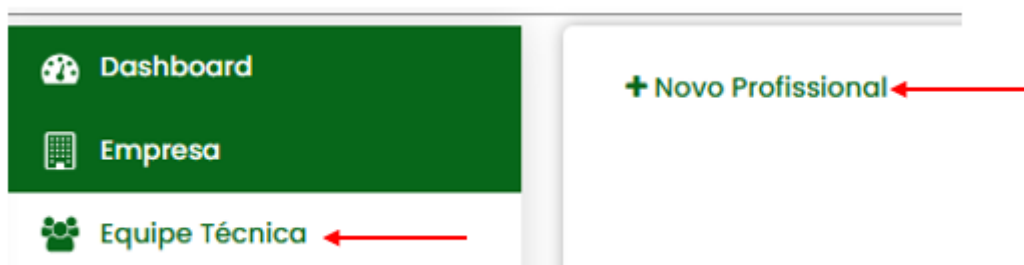 Dashboard
Empresa
Equipe Técnica
+ Novo Profissional